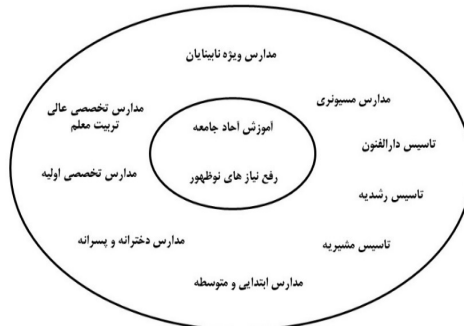 مدارس ویژه نابینایان
مدارس مسیونری
مدارس تخصصی عالی
تربیت معلم
آموزش آحاد جامعه
تاسیس دارالفنون
مدارس تخصصی اولیه
رفع نیاز های نوظهور
تاسیس رشدیه
مدارس دخترانه و پسرانه
تاسیس مشیریه
مدارس ابتدایی و متوسطه